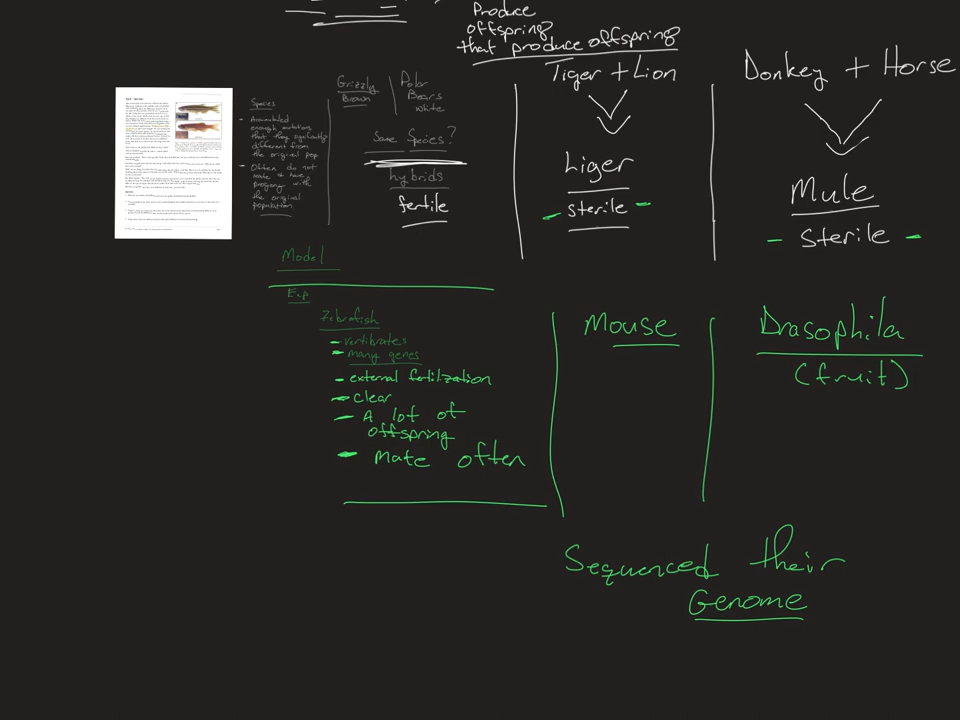 Produce
offspring
that produce offspring
Species
Accumulated
enough mutations
that they significantly
different from
the original pop.
Often do not
mate & have
progeny with
the original
population
Grizzly
Brown
Polar
Bears
White
Same Species?
hybrids
fertile
Tiger + Lion
Liger
- sterile -
Donkey + Horse
Mule
- Sterile -
Model
Exp
Zebrafish
- vertibrates
- many genes
- external fertilization
- clear
- A lot of
offspring
- mate often
Mouse
Drasophila
(fruit)
Sequenced their
Genome